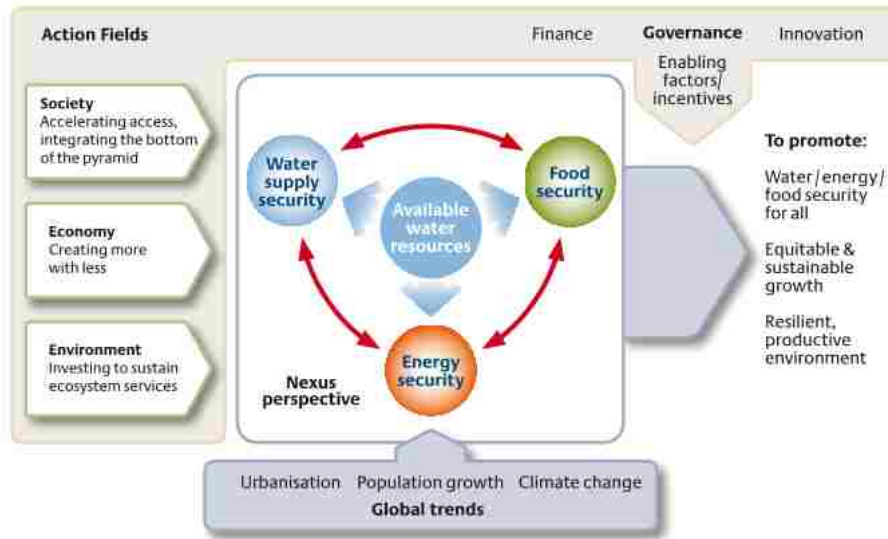 Action Fields
Finance
Governance
Innovation
Enabling
factors/
incentives
Society
Accelerating access,
integrating the bottom
of the pyramid
Economy
Creating more
with less
Environment
Investing to sustain
ecosystem services
Water
supply
security
Food
security
Available
water
resources
Energy
security
Nexus
perspective
To promote:
Water/energy/
food security
for all
Equitable &
sustainable
growth
Resilient,
productive
environment
Urbanisation
Population growth
Climate change
Global trends